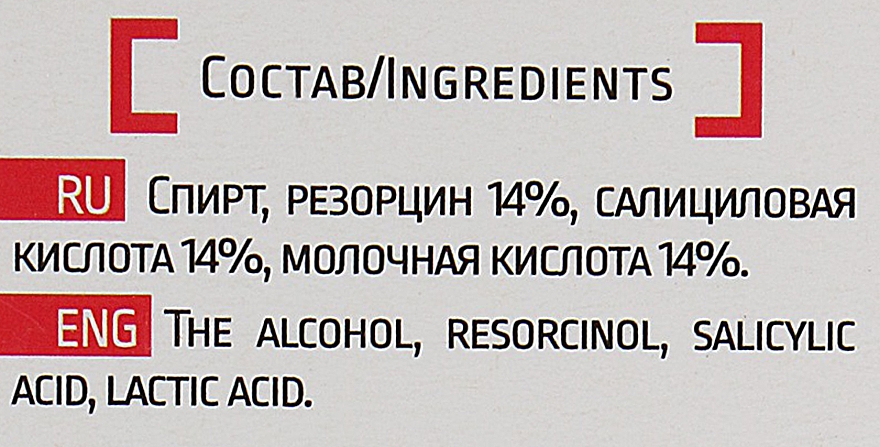 Состав/Ingredients
RU Спирт, резорцин 14%, салициловая
кислота 14%, молочная кислота 14%.
ENG The alcohol, resorcinol, salicylic
acid, lactic acid.